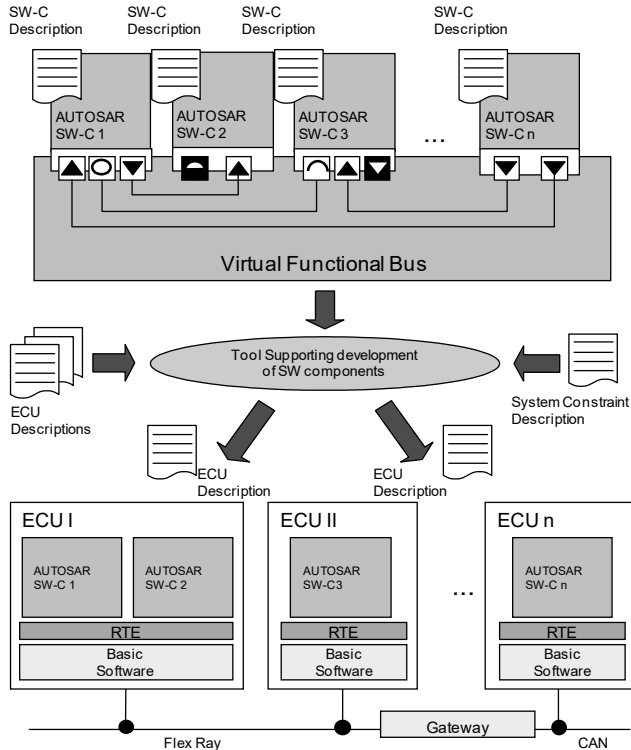 SW-C
Description
SW-C
Description
SW-C
Description
SW-C
Description
AUTOSAR
SW-C 1
AUTOSAR
SW-C 2
AUTOSAR
SW-C 3
...
AUTOSAR
SW-C n
Virtual Functional Bus
Tool Supporting development
of SW components
ECU
Descriptions
System Constraint
Description
ECU
Description
ECU
Description
ECU I
AUTOSAR
SW-C 1
AUTOSAR
SW-C 2
RTE
Basic
Software
ECU II
AUTOSAR
SW-C3
RTE
Basic
Software
...
ECU n
AUTOSAR
SW-C n
RTE
Basic
Software
Gateway
Flex Ray
CAN